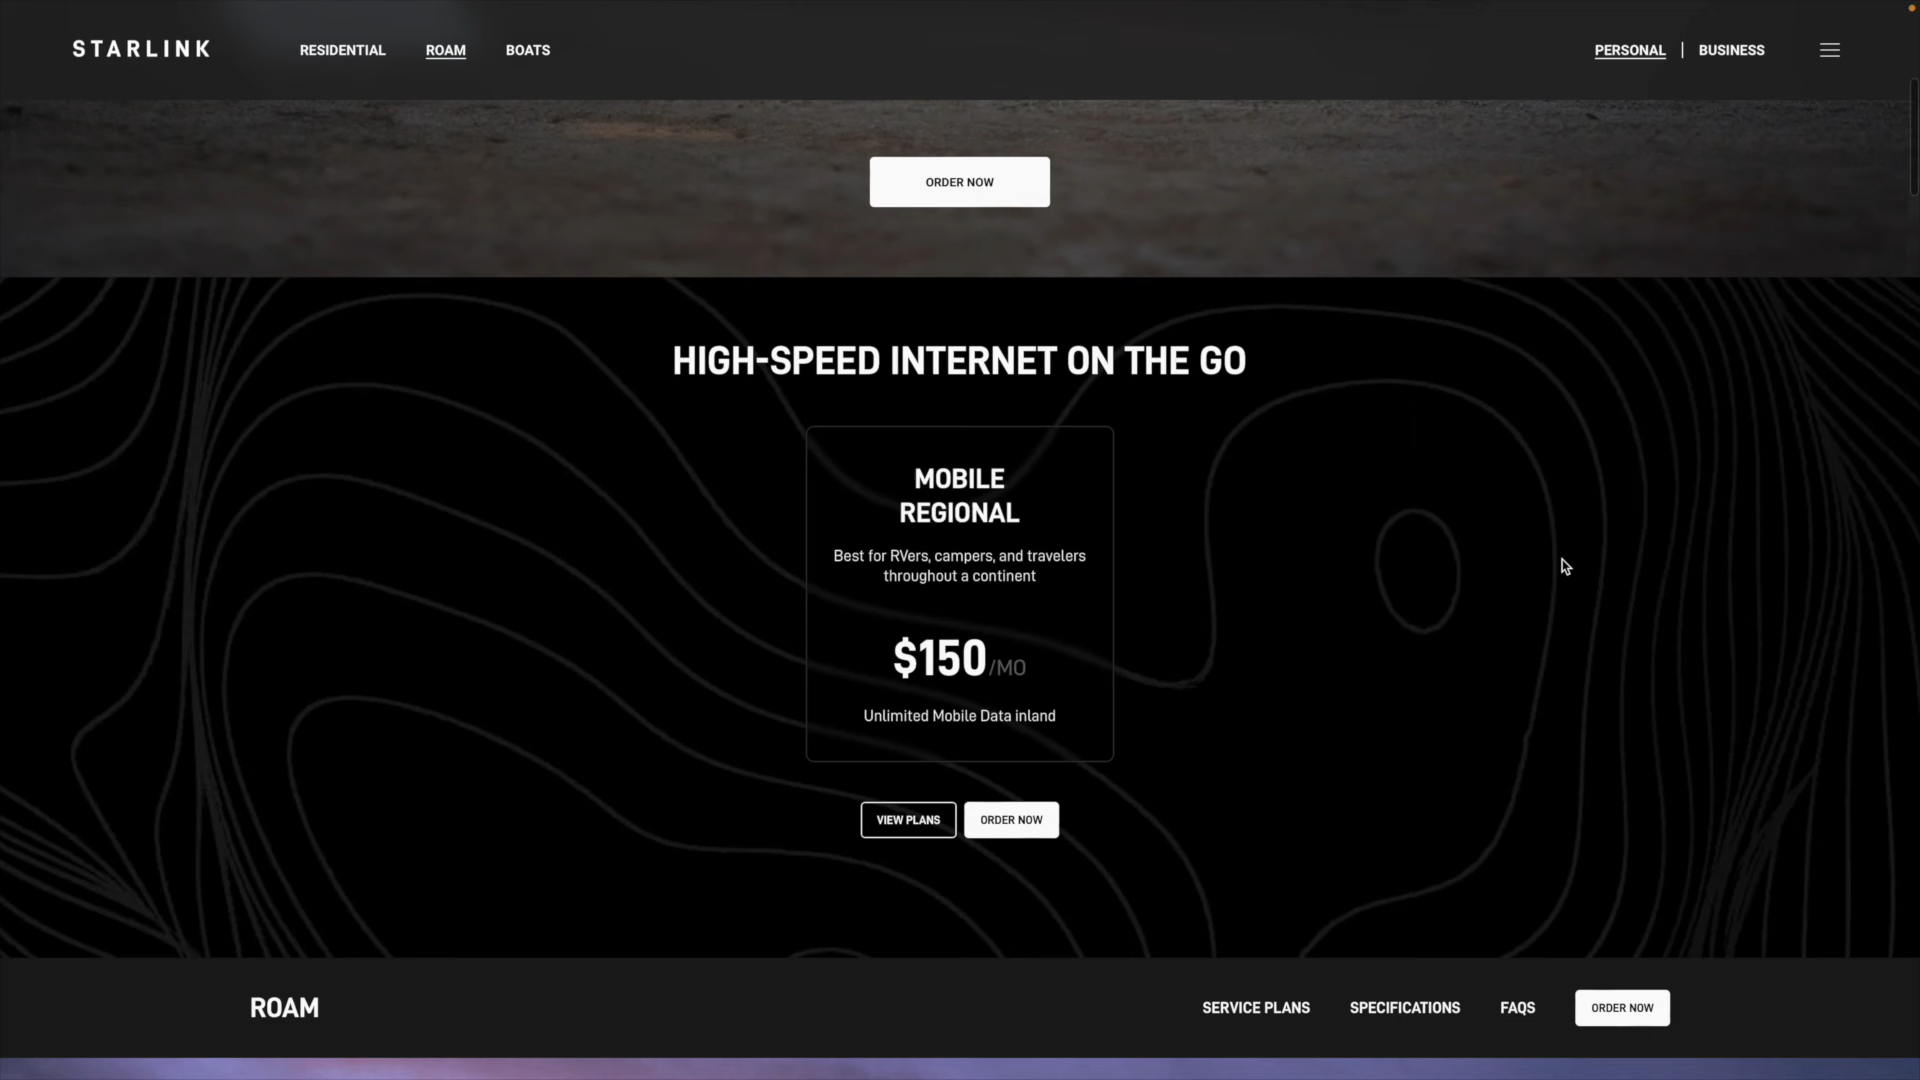 STARLINK RESIDENTIAL ROAM BOATS PERSONAL | BUSINESS
ORDER NOW
HIGH-SPEED INTERNET ON THE GO
MOBILE
REGIONAL
Best for RVers, campers, and travelers
throughout a continent
$150/MO
Unlimited Mobile Data inland
VIEW PLANS ORDER NOW
ROAM SERVICE PLANS SPECIFICATIONS FAQS ORDER NOW